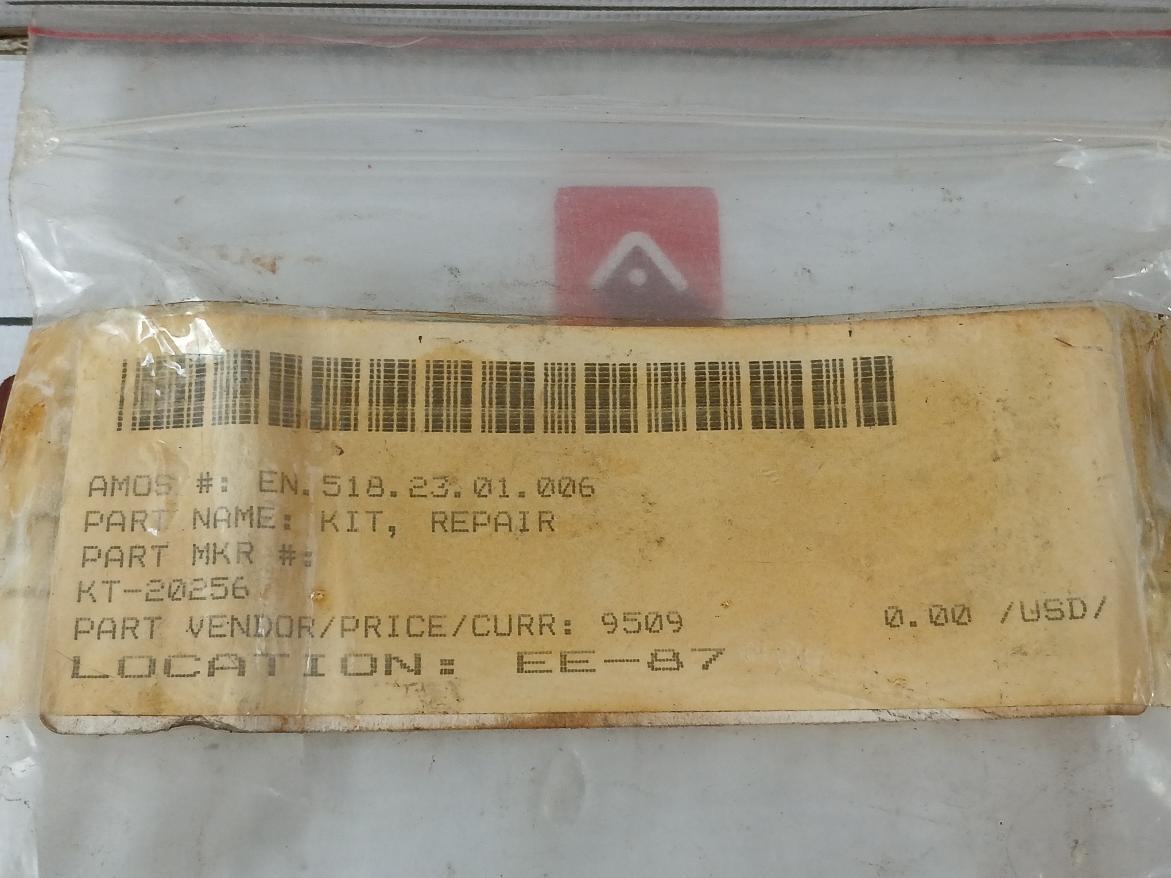 AMOS #: EN.518.23.01.006
PART NAME: KIT, REPAIR
PART MKR #:
KT-20256
PART VENDOR/PRICE/CURR: 9509 0.00 /USD/
LOCATION: EE-87